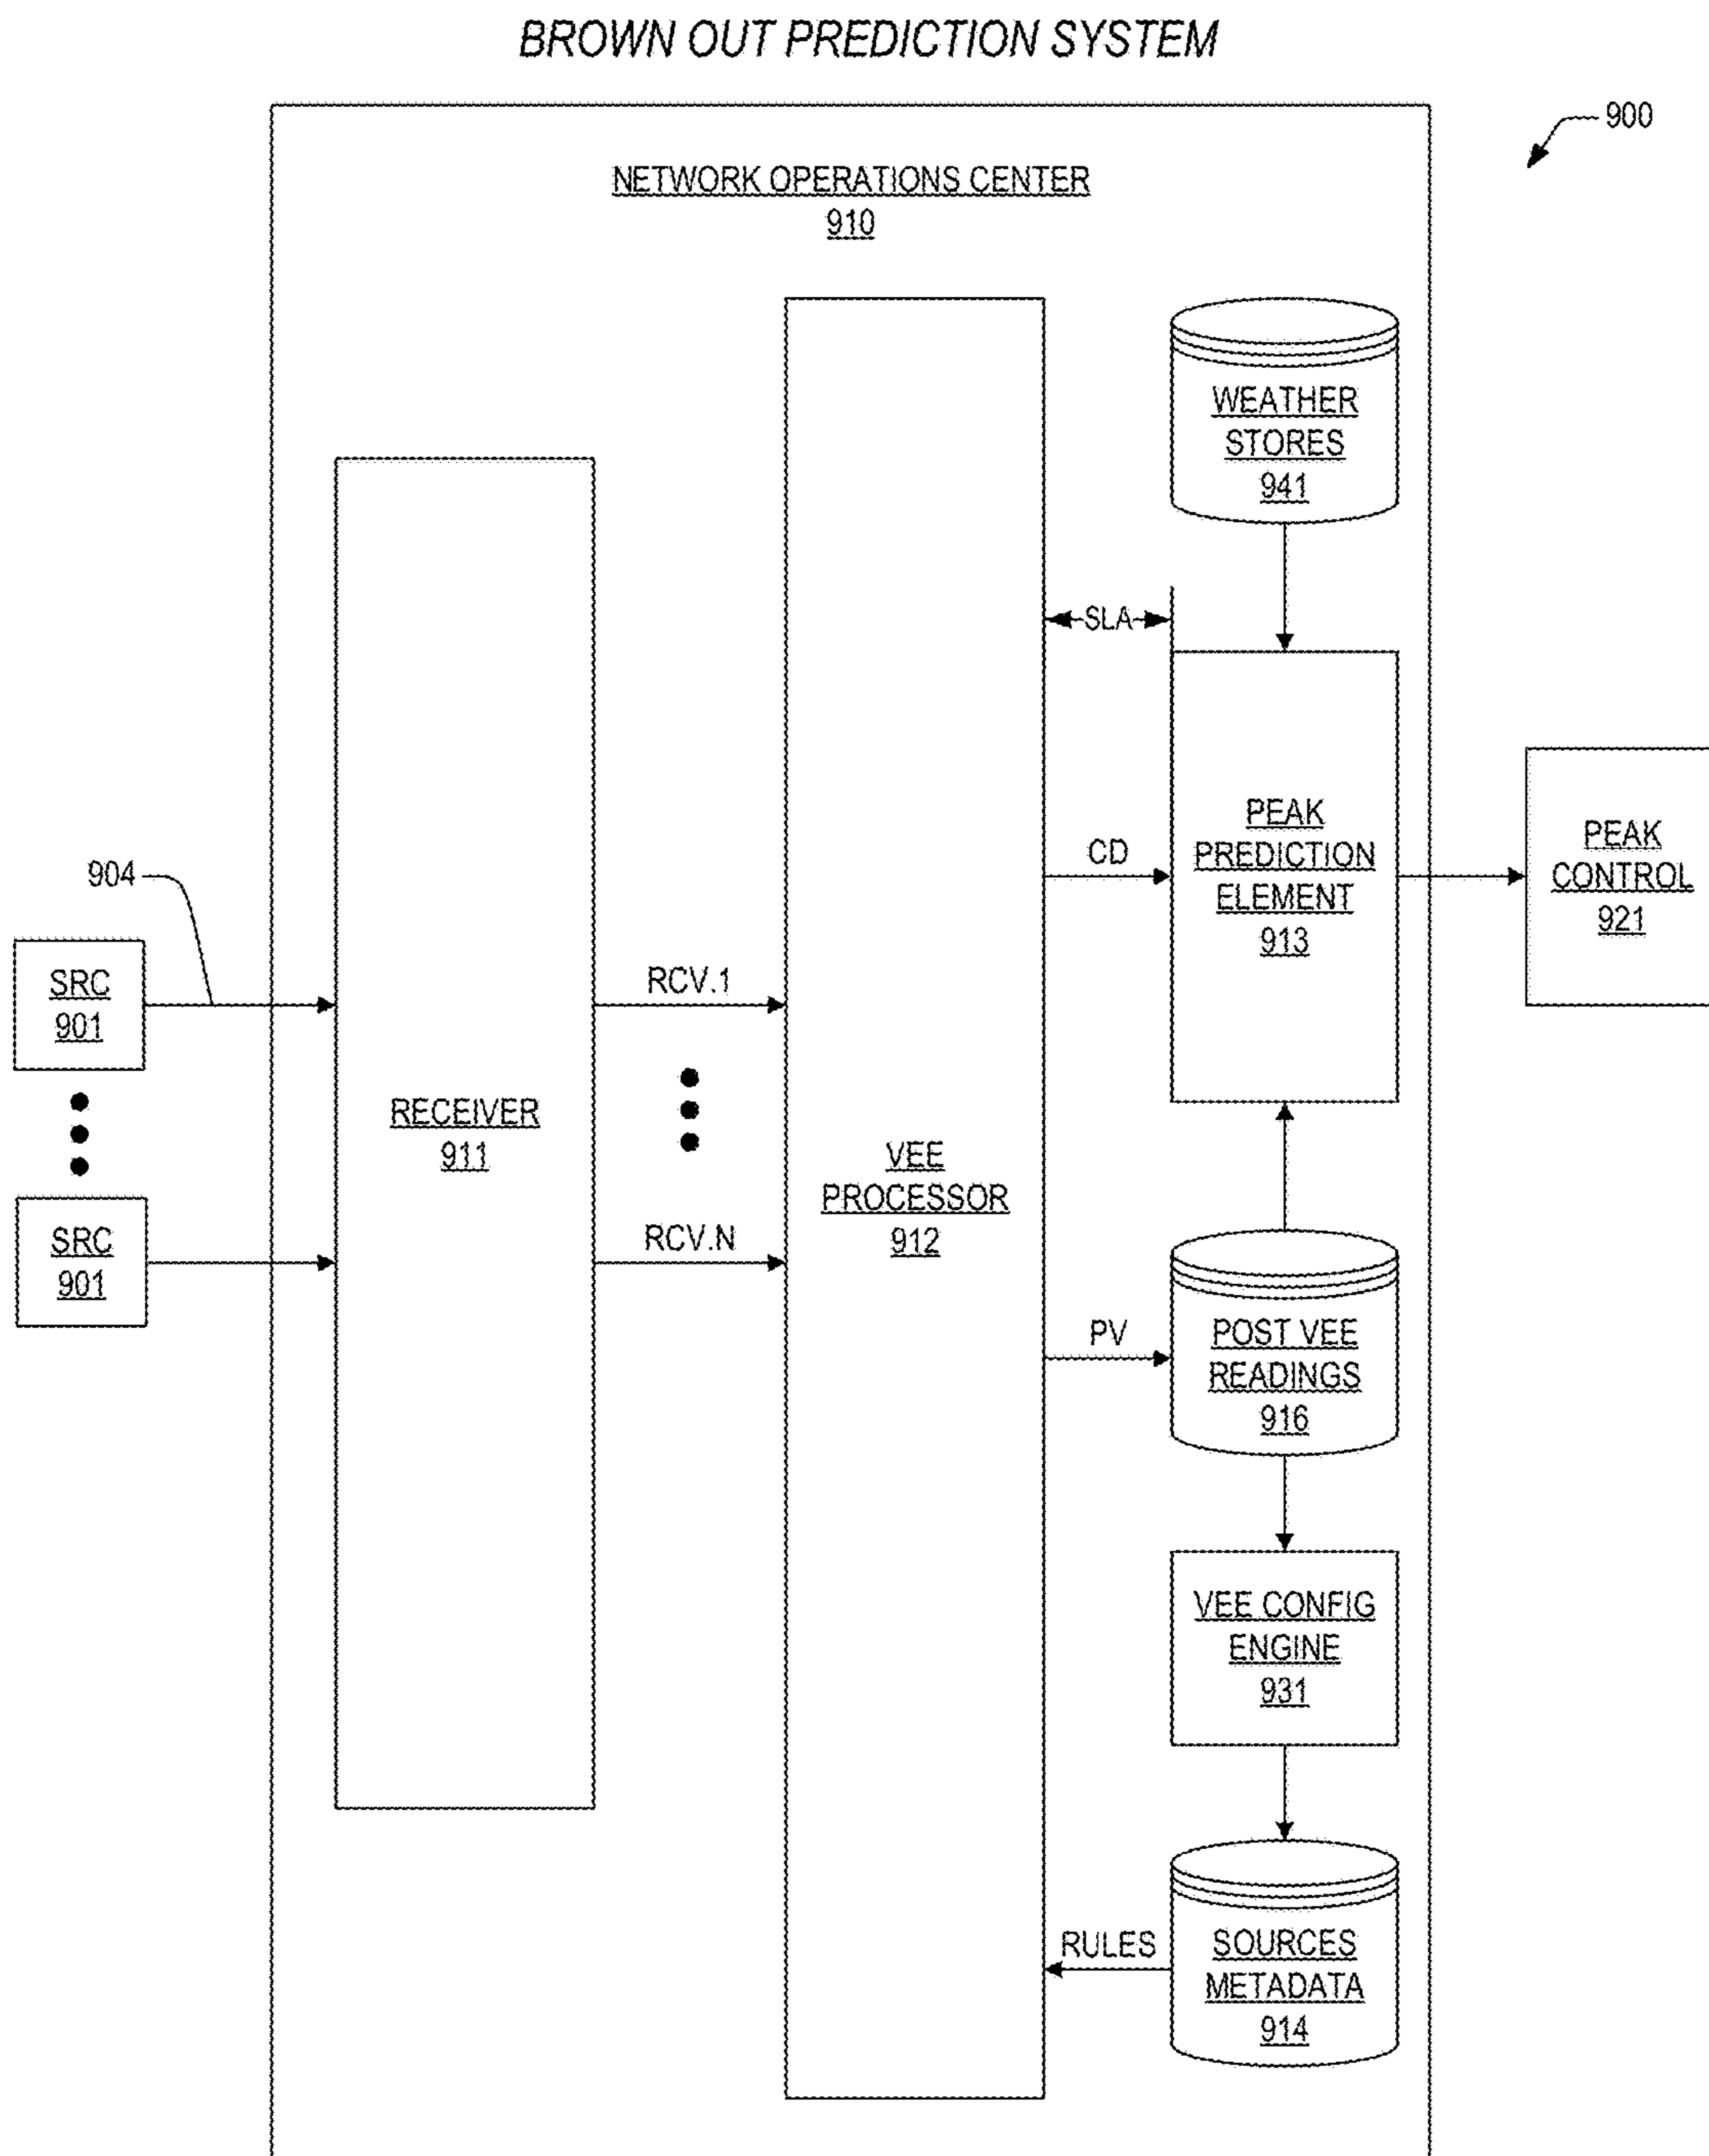 BROWN OUT PREDICTION SYSTEM
900
NETWORK OPERATIONS CENTER
910
WEATHER
STORES
941
SLA
PEAK
PREDICTION
ELEMENT
913
CD
PEAK
CONTROL
921
904
SRC
901
RCV.1
RECEIVER
911
VEE
PROCESSOR
912
SRC
901
RCV.N
PV
POST VEE
READINGS
916
VEE CONFIG
ENGINE
931
RULES
SOURCES
METADATA
914